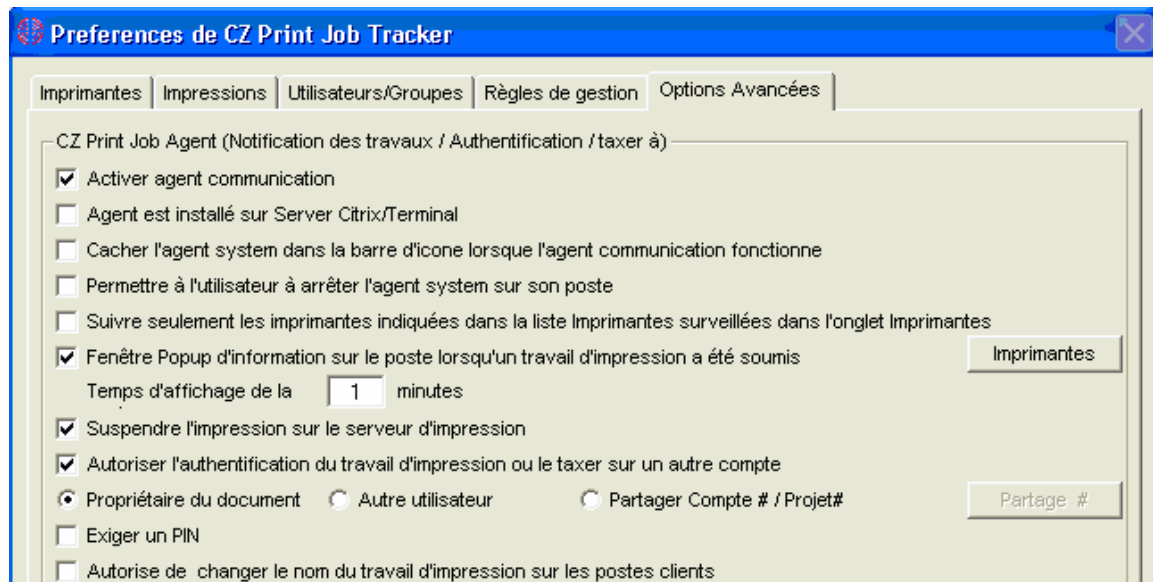 Preferences de CZ Print Job Tracker
Imprimantes Impressions Utilisateurs/Groupes Règles de gestion Options Avancées
CZ Print Job Agent (Notification des travaux / Authentification / taxer à)
Activer agent communication
Agent est installé sur Server Citrix/Terminal
Cacher l'agent system dans la barre d'icone lorsque l'agent communication fonctionne
Permettre à l'utilisateur à arrêter l'agent system sur son poste
Suivre seulement les imprimantes indiquées dans la liste Imprimantes surveillées dans l'onglet Imprimantes
Fenêtre Popup d'information sur le poste lorsqu'un travail d'impression a été soumis Imprimantes
Temps d'affichage de la 1 minutes
Suspendre l'impression sur le serveur d'impression
Autoriser l'authentification du travail d'impression ou le taxer sur un autre compte
Propriétaire du document Autre utilisateur Partager Compte # / Projet# Partage #
Exiger un PIN
Autorise de changer le nom du travail d'impression sur les postes clients